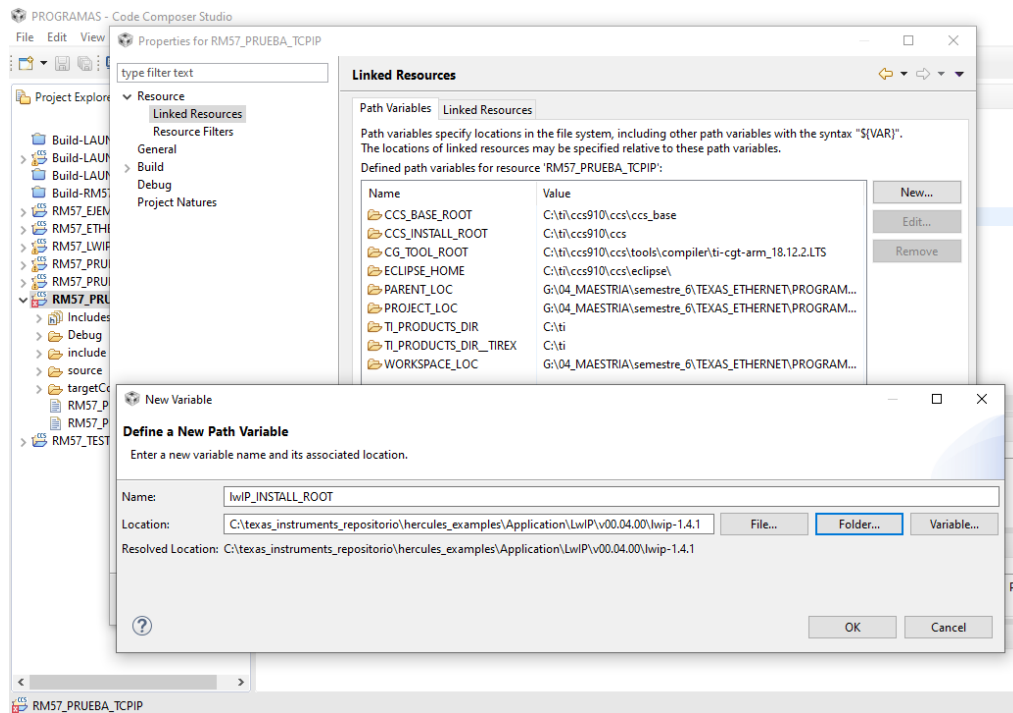 PROGRAMAS - Code Composer Studio
File Edit View
Properties for RM57_PRUEBA_TCPIP
type filter text
Linked Resources
Project Explore
Resource
Linked Resources
Resource Filters
General
Build
Debug
Project Natures
Path Variables Linked Resources
Path variables specify locations in the file system, including other path variables with the syntax "${VAR}".
The locations of linked resources may be specified relative to these path variables.
Defined path variables for resource 'RM57_PRUEBA_TCPIP':
Name Value
CCS_BASE_ROOT C:\ti\ccs910\ccs\ccs_base
CCS_INSTALL_ROOT C:\ti\ccs910\ccs
CG_TOOL_ROOT C:\ti\ccs910\ccs\tools\compiler\ti-cgt-arm_18.12.2.LTS
ECLIPSE_HOME C:\ti\ccs910\ccs\eclipse\
PARENT_LOC G:\04_MAESTRIA\semestre_6\TEXAS_ETHERNET\PROGRAM...
PROJECT_LOC G:\04_MAESTRIA\semestre_6\TEXAS_ETHERNET\PROGRAM...
TI_PRODUCTS_DIR C:\ti
TI_PRODUCTS_DIR__TIREX C:\ti
WORKSPACE_LOC G:\04_MAESTRIA\semestre_6\TEXAS_ETHERNET\PROGRAM...
New...
Edit...
Remove
Build-LAUN
Build-LAUN
Build-LAUN
Build-RM57
RM57_EJEM
RM57_ETHE
RM57_LWIP
RM57_PRUI
RM57_PRUI
RM57_PRU
Includes
Debug
include
source
targetCo
RM57_P
RM57_P
RM57_TEST
New Variable
Define a New Path Variable
Enter a new variable name and its associated location.
Name: lwIP_INSTALL_ROOT
Location: C:\texas_instruments_repositorio\hercules_examples\Application\LwIP\v00.04.00\lwip-1.4.1 File... Folder... Variable...
Resolved Location: C:\texas_instruments_repositorio\hercules_examples\Application\LwIP\v00.04.00\lwip-1.4.1
OK Cancel
RM57_PRUEBA_TCPIP